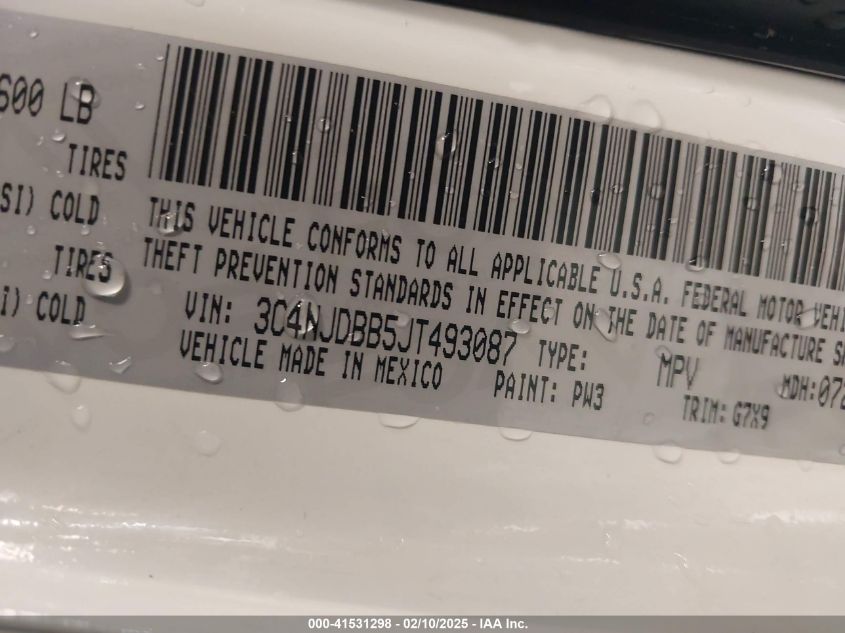 600 LB
TIRES
SI) COLD
TIRES
I) COLD
THIS VEHICLE CONFORMS TO ALL APPLICABLE U.S.A. FEDERAL MOTOR VEHI
THEFT PREVENTION STANDARDS IN EFFECT ON THE DATE OF MANUFACTURE S
VIN: 3C4NJDBB5JT493087 TYPE: MPV MDH:072
VEHICLE MADE IN MEXICO PAINT: PW3 TRIM: G7X9
000-41531298 - 02/10/2025 - IAA Inc.